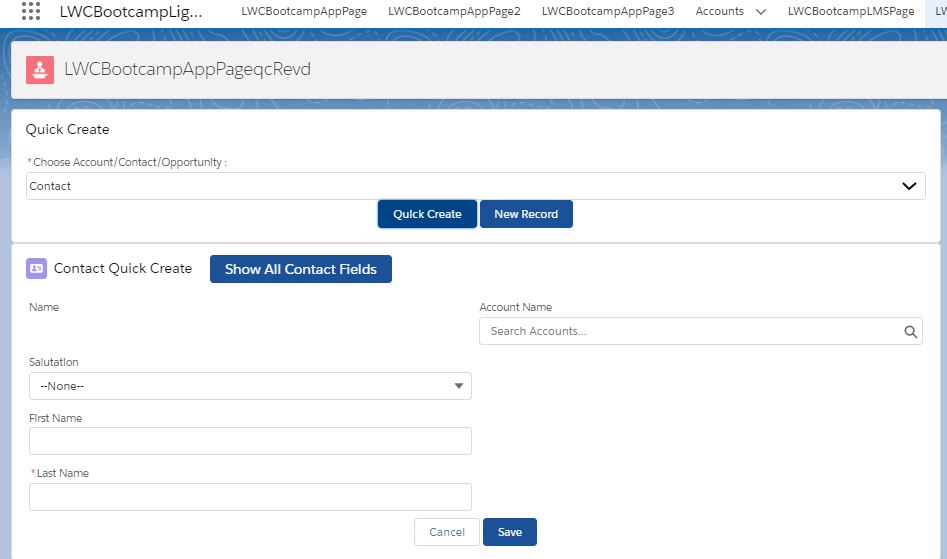 LWCBootcampLig...
LWCBootcampAppPage LWCBootcampAppPage2 LWCBootcampAppPage3 Accounts LWCBootcampLMSPage LW
LWCBootcampAppPageqcRevd
Quick Create
*Choose Account/Contact/Opportunity :
Contact
Quick Create New Record
Contact Quick Create Show All Contact Fields
Name Account Name
Search Accounts...
Salutation
--None--
First Name
*Last Name
Cancel Save